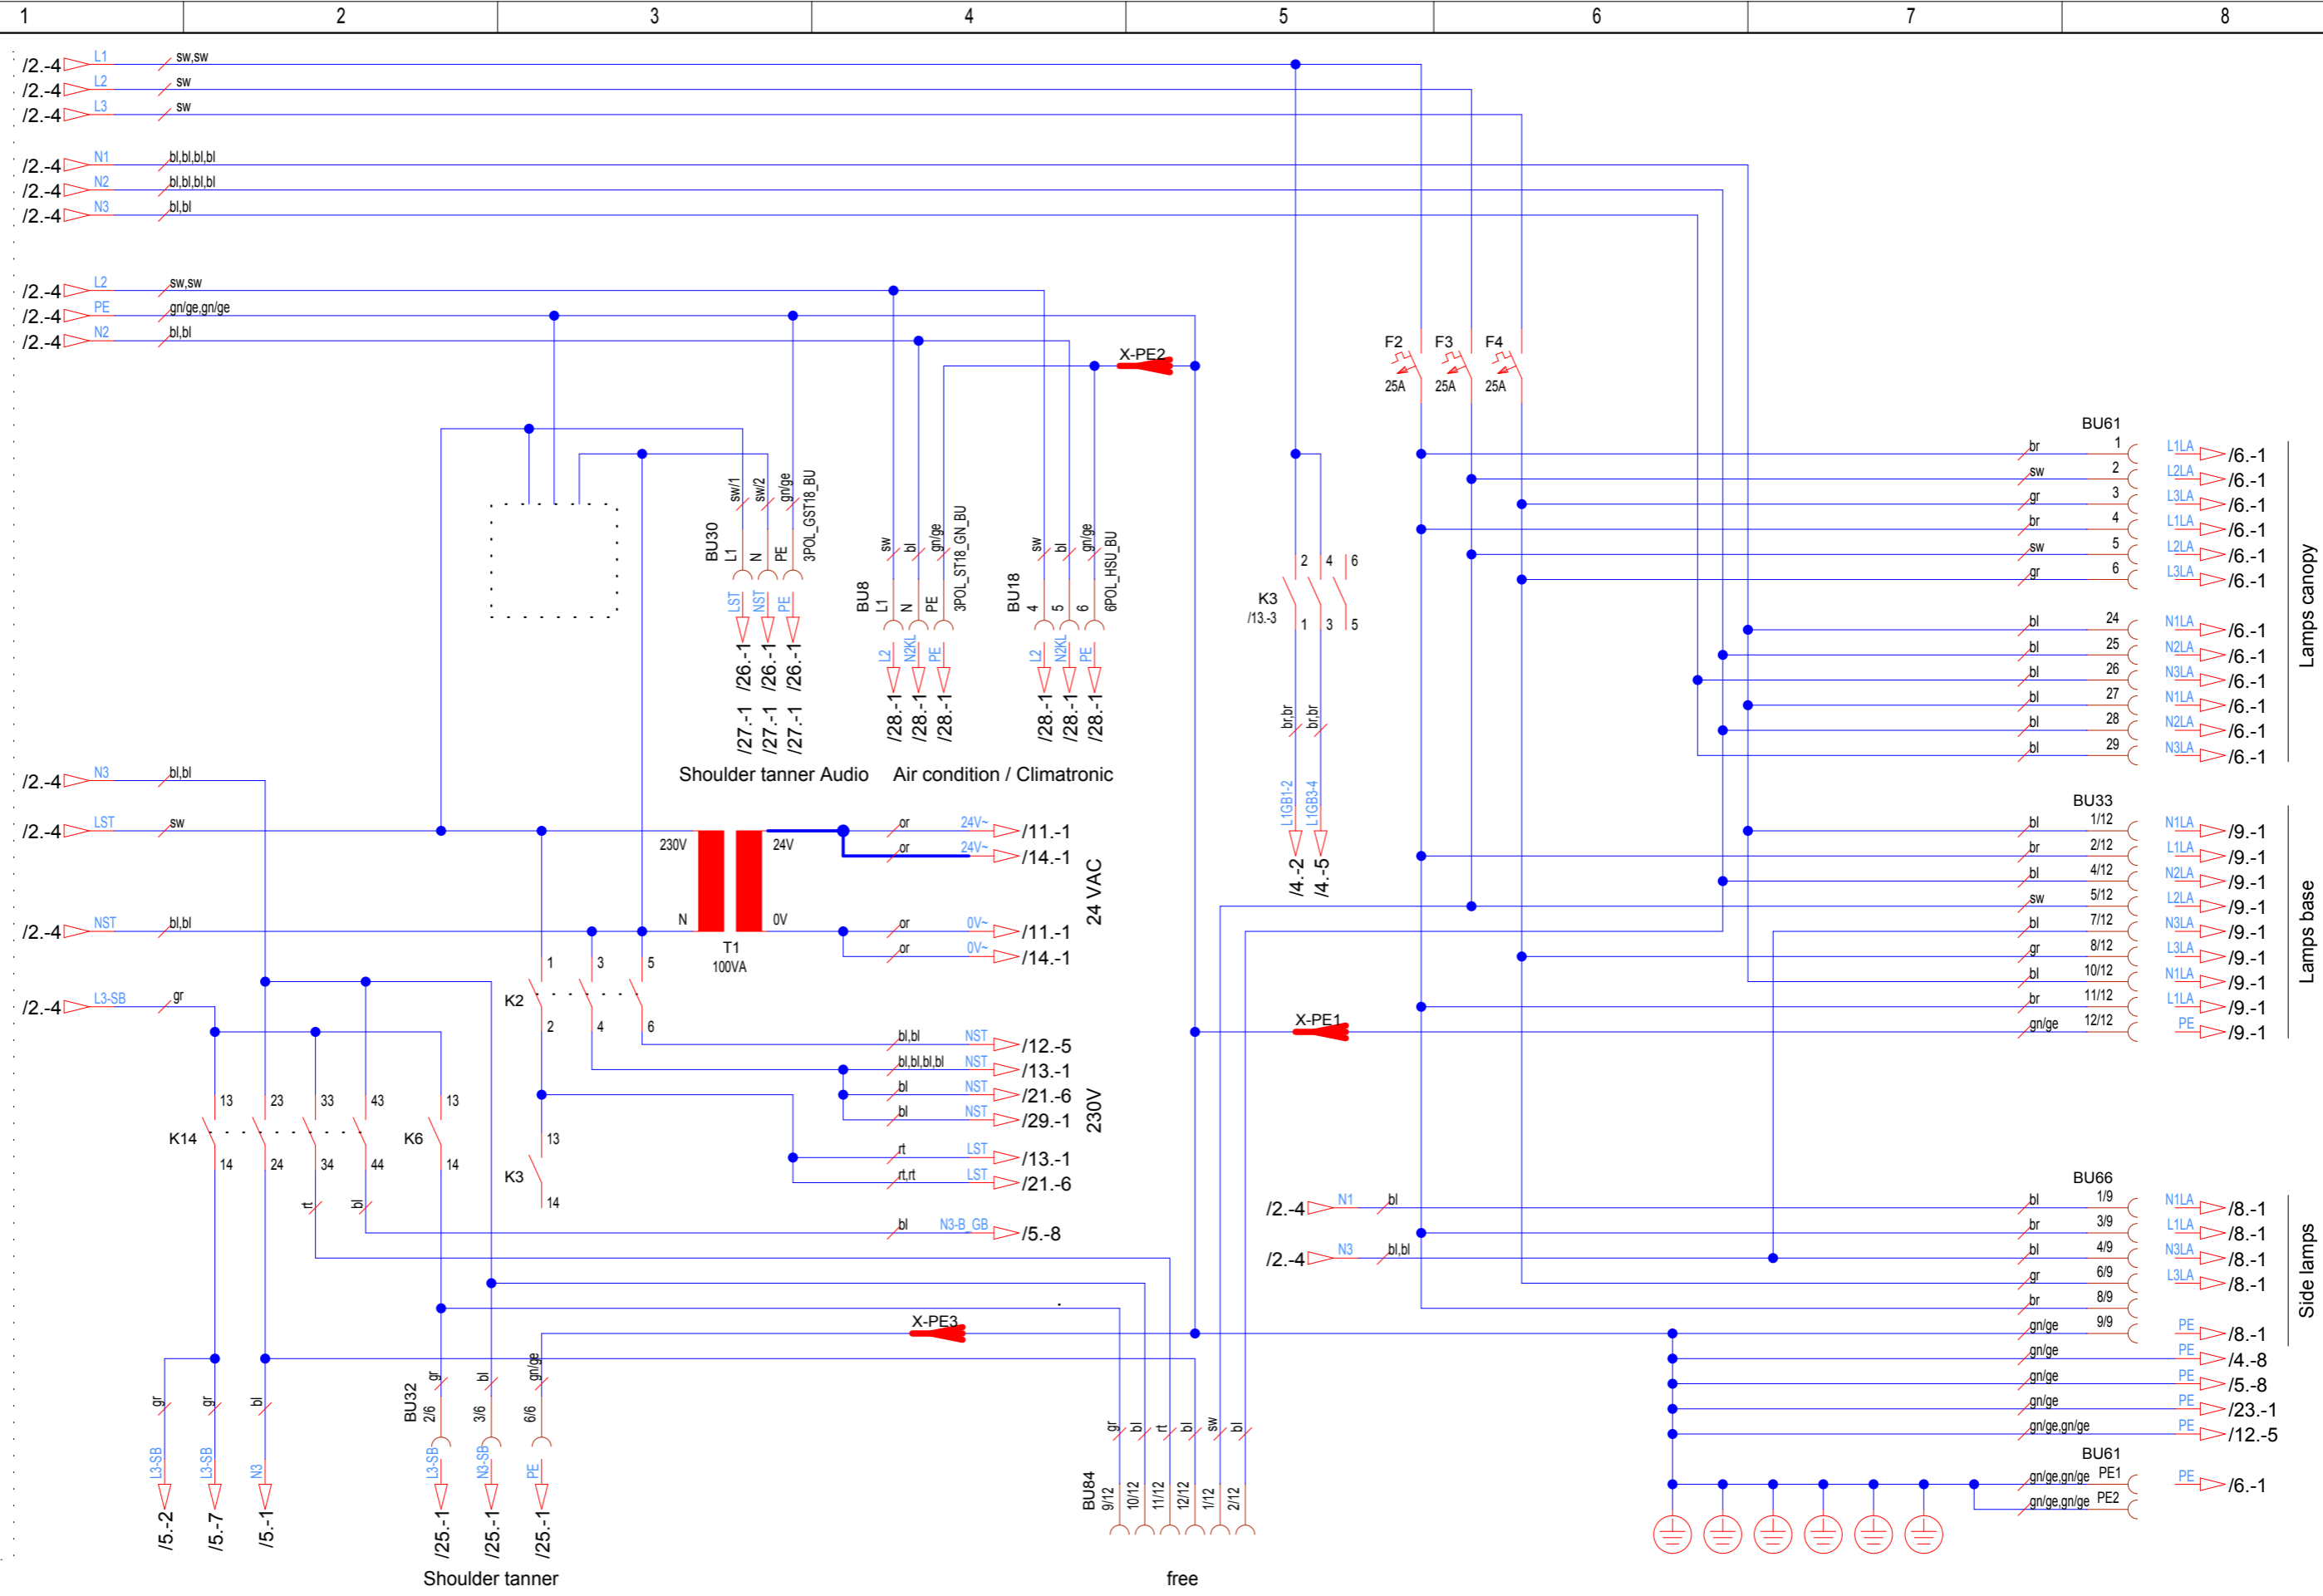 1 2 3 4 5 6 7 8
/2.-4 L1 sw,sw
/2.-4 L2 sw
/2.-4 L3 sw
/2.-4 N1 bl,bl,bl,bl
/2.-4 N2 bl,bl,bl,bl
/2.-4 N3 bl,bl
/2.-4 L2 sw,sw
/2.-4 PE gn/ge,gn/ge
/2.-4 N2 bl,bl
X-PE2
F2 25A
F3 25A
F4 25A
BU30
L1 N PE
sw/1 sw/2 gn/ge
3POL_GST18_BU
LST NST PE
/27.-1 /26.-1
/27.-1 /26.-1
/27.-1 /26.-1
Shoulder tanner Audio
BU8
L1 N PE
sw bl gn/ge
3POL_ST18_GN_BU
L2 N2KL PE
/28.-1 /28.-1 /28.-1
BU18
4 5 6
sw bl gn/ge
6POL_HSU_BU
L2 N2KL PE
/28.-1 /28.-1 /28.-1
Air condition / Climatronic
K3
/13.-3
2 4 6
1 3 5
br,br br,br
L1GB1-2 L1GB3-4
/4.-2 /4.-5
BU61
br 1 L1LA /6.-1
sw 2 L2LA /6.-1
gr 3 L3LA /6.-1
br 4 L1LA /6.-1
sw 5 L2LA /6.-1
gr 6 L3LA /6.-1
bl 24 N1LA /6.-1
bl 25 N2LA /6.-1
bl 26 N3LA /6.-1
bl 27 N1LA /6.-1
bl 28 N2LA /6.-1
bl 29 N3LA /6.-1
Lamps canopy
/2.-4 N3 bl,bl
/2.-4 LST sw
/2.-4 NST bl,bl
/2.-4 L3-SB gr
230V 24V
N 0V
T1
100VA
or 24V~ /11.-1
or 24V~ /14.-1
or 0V~ /11.-1
or 0V~ /14.-1
24 VAC
BU33
bl 1/12 N1LA /9.-1
br 2/12 L1LA /9.-1
bl 4/12 N2LA /9.-1
sw 5/12 L2LA /9.-1
bl 7/12 N3LA /9.-1
gr 8/12 L3LA /9.-1
bl 10/12 N1LA /9.-1
br 11/12 L1LA /9.-1
gn/ge 12/12 PE /9.-1
Lamps base
X-PE1
K2
1 3 5
2 4 6
bl,bl NST /12.-5
bl,bl,bl,bl NST /13.-1
bl NST /21.-6
bl NST /29.-1
rt LST /13.-1
rt,rt LST /21.-6
230V
bl N3-B_GB /5.-8
K14
13 23 33 43
14 24 34 44
rt bl
K6
13
14
K3
13
14
/2.-4 N1 bl
/2.-4 N3 bl,bl
BU66
bl 1/9 N1LA /8.-1
br 3/9 L1LA /8.-1
bl 4/9 N3LA /8.-1
gr 6/9 L3LA /8.-1
br 8/9
gn/ge 9/9 PE /8.-1
Side lamps
gn/ge PE /4.-8
gn/ge PE /5.-8
gn/ge PE /23.-1
gn/ge,gn/ge PE /12.-5
BU61
gn/ge,gn/ge PE1 PE /6.-1
gn/ge,gn/ge PE2
X-PE3
gr gr bl
L3-SB L3-SB N3
/5.-2 /5.-7 /5.-1
BU32
gr bl gn/ge
2/6 3/6 6/6
L3-SB N3-SB PE
/25.-1 /25.-1 /25.-1
Shoulder tanner
BU84
gr bl rt bl sw bl
9/12 10/12 11/12 12/12 1/12 2/12
free